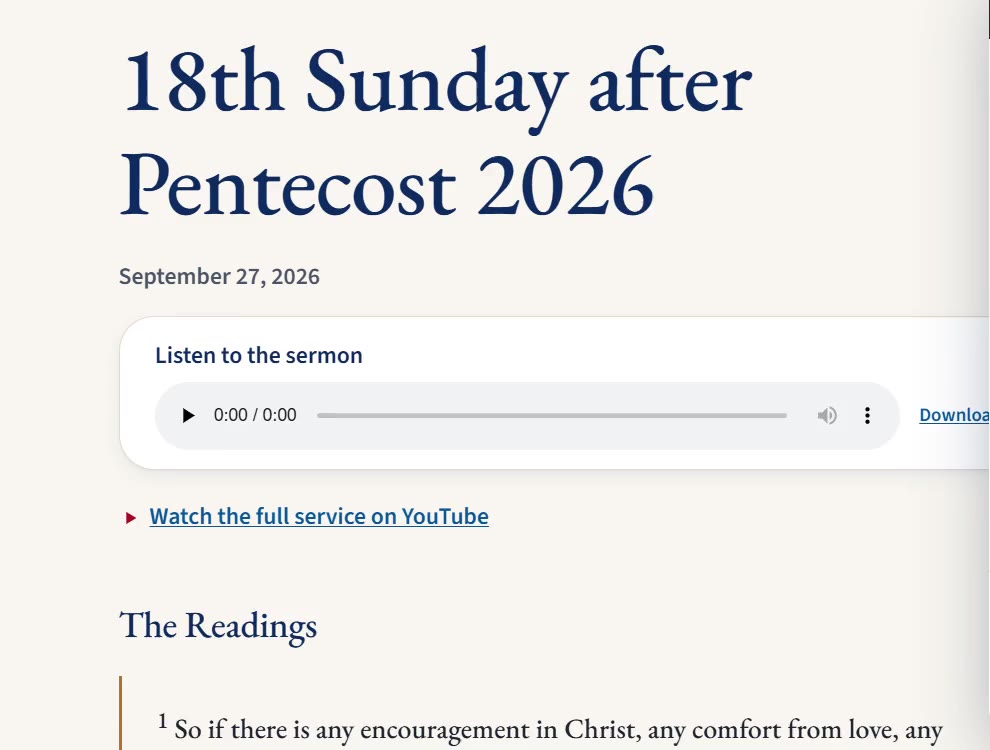 18th Sunday after
Pentecost 2026
September 27, 2026
Listen to the sermon
0:00 / 0:00
Watch the full service on YouTube
The Readings
1 So if there is any encouragement in Christ, any comfort from love, any